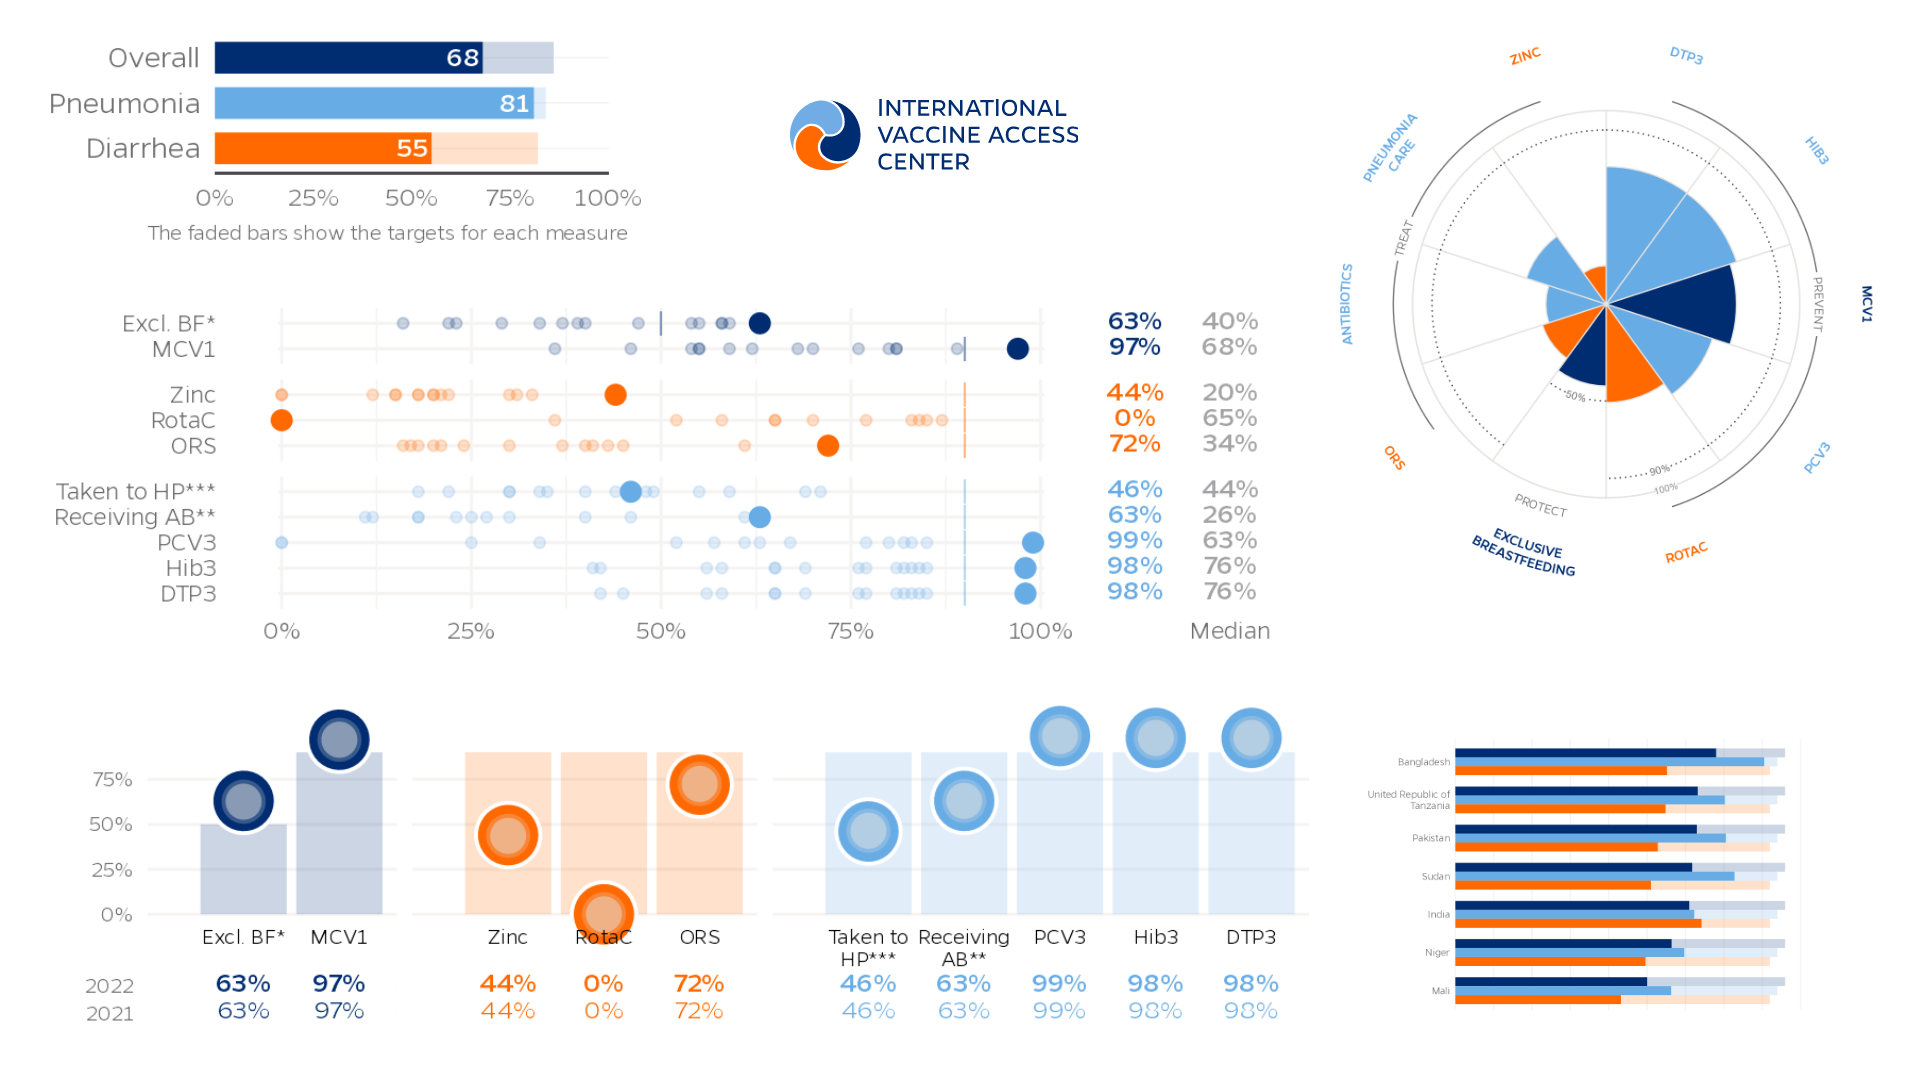 Overall
68
Pneumonia
81
Diarrhea
55
0% 25% 50% 75% 100%
The faded bars show the targets for each measure
INTERNATIONAL
VACCINE ACCESS
CENTER
Excl. BF* 63% 40%
MCV1 97% 68%
Zinc 44% 20%
RotaC 0% 65%
ORS 72% 34%
Taken to HP*** 46% 44%
Receiving AB** 63% 26%
PCV3 99% 63%
Hib3 98% 76%
DTP3 98% 76%
0% 25% 50% 75% 100% Median
ZINC
DTP3
HIB3
MCV1
PCV3
ROTAC
EXCLUSIVE
BREASTFEEDING
ORS
ANTIBIOTICS
PNEUMONIA
CARE
TREAT
PREVENT
PROTECT
50%
90%
100%
75%
50%
25%
0%
Excl. BF* MCV1 Zinc RotaC ORS Taken to Receiving PCV3 Hib3 DTP3
HP*** AB**
2022 63% 97% 44% 0% 72% 46% 63% 99% 98% 98%
2021 63% 97% 44% 0% 72% 46% 63% 99% 98% 98%
Bangladesh
United Republic of
Tanzania
Pakistan
Sudan
India
Niger
Mali